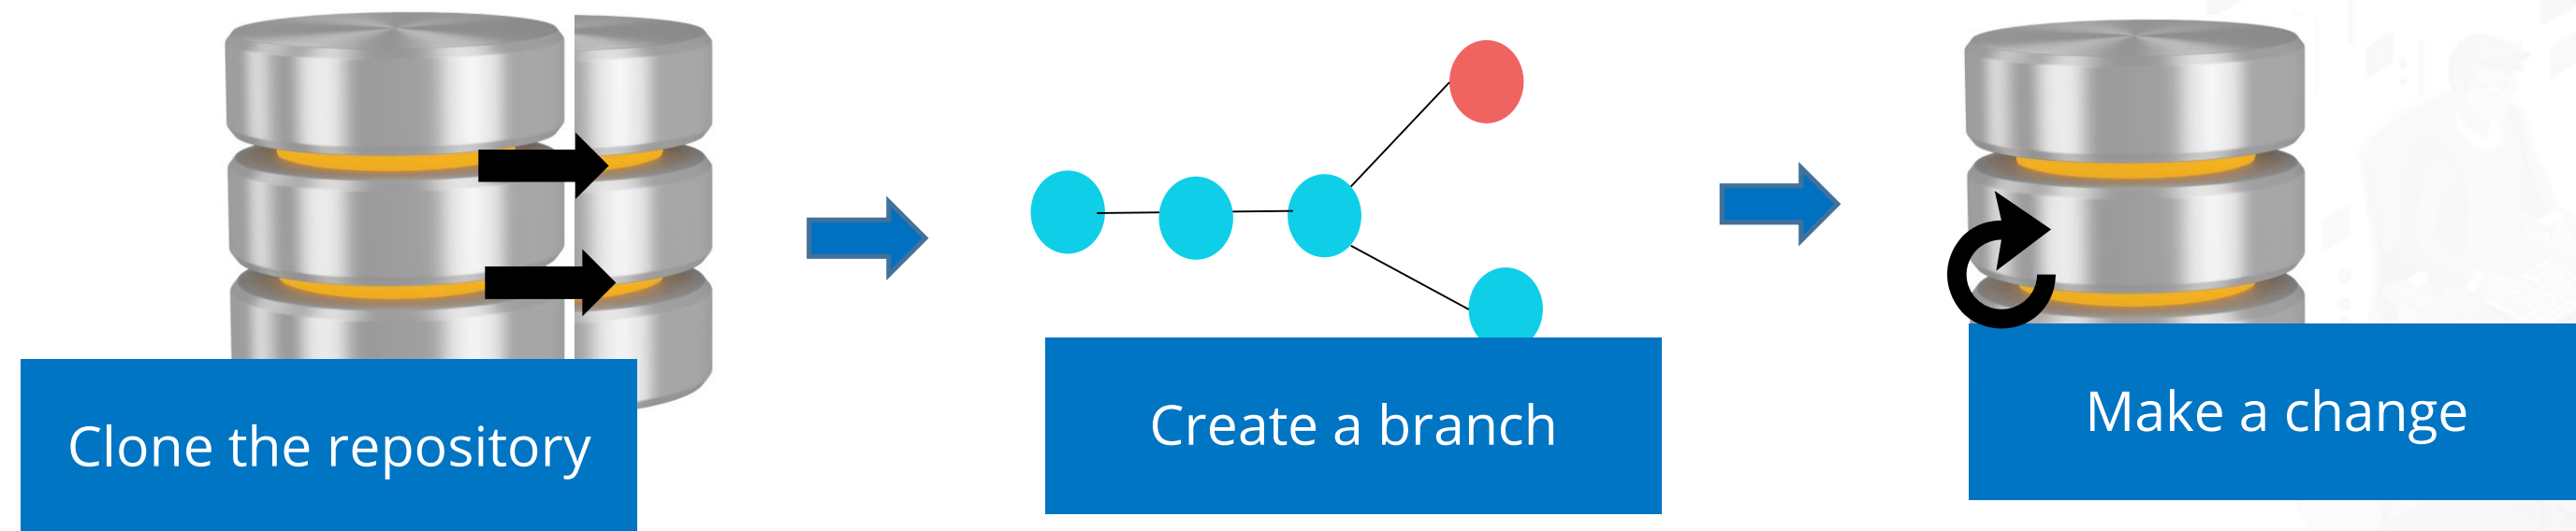 Clone the repository
Create a branch
Make a change